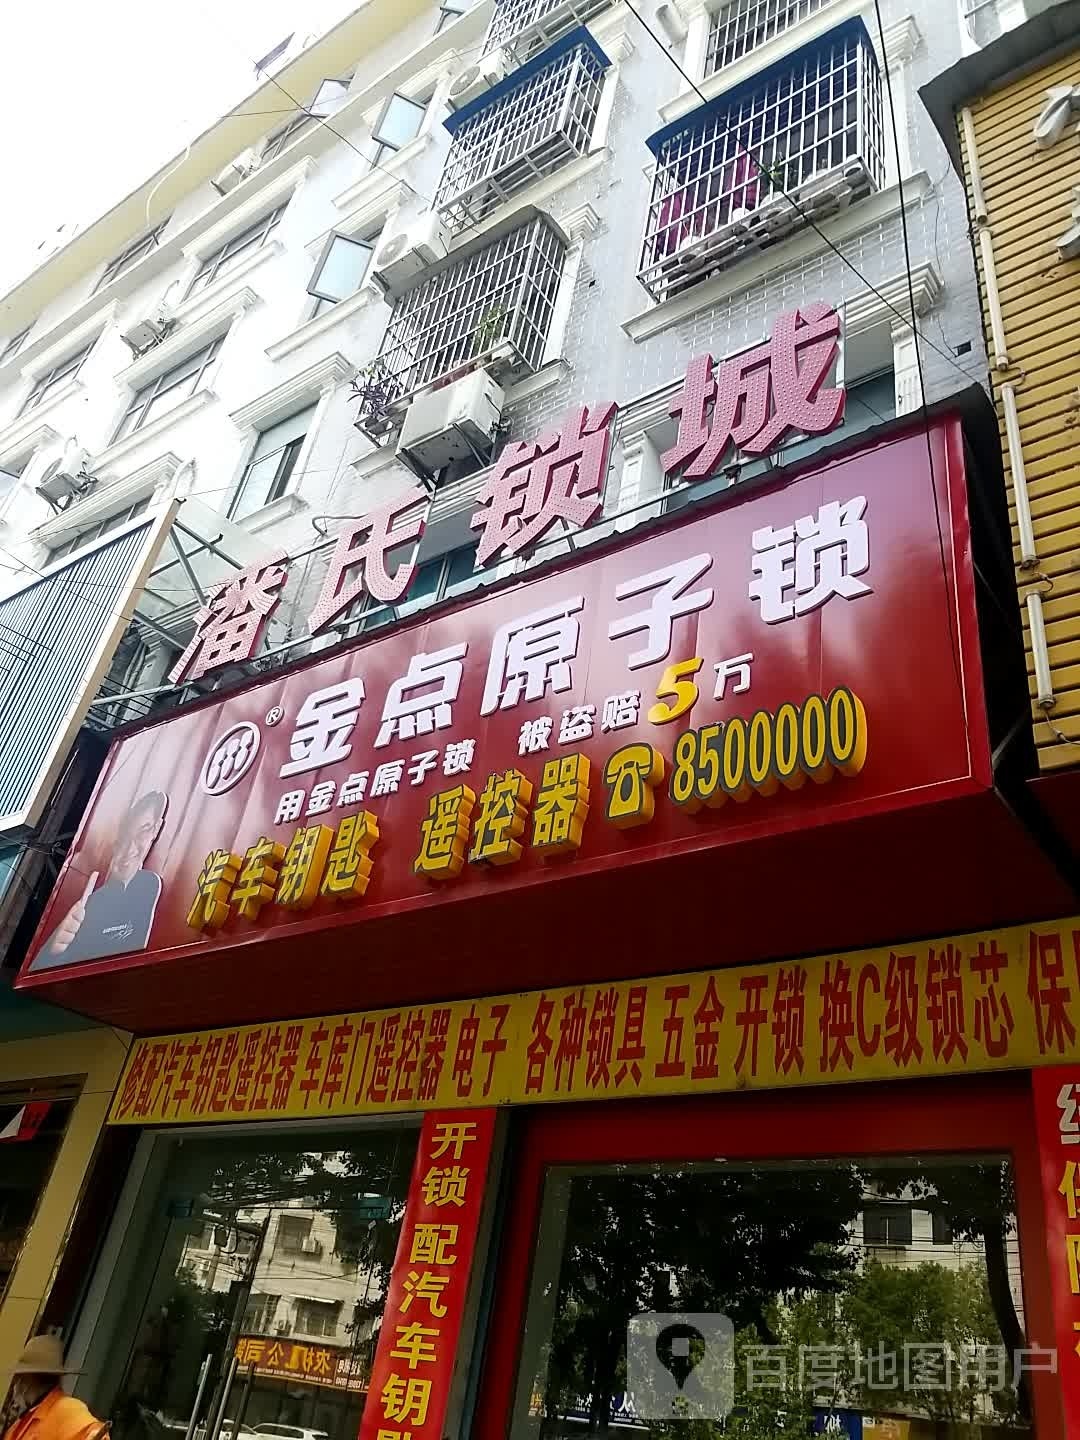 潘氏锁城
® 金点原子锁
用金点原子锁 被盗赔5万
汽车钥匙 遥控器☎8500000
修配汽车钥匙遥控器 车库门遥控器 电子 各种锁具 五金 开锁 换C级锁芯 保
开锁 配汽车钥
百度地图用户